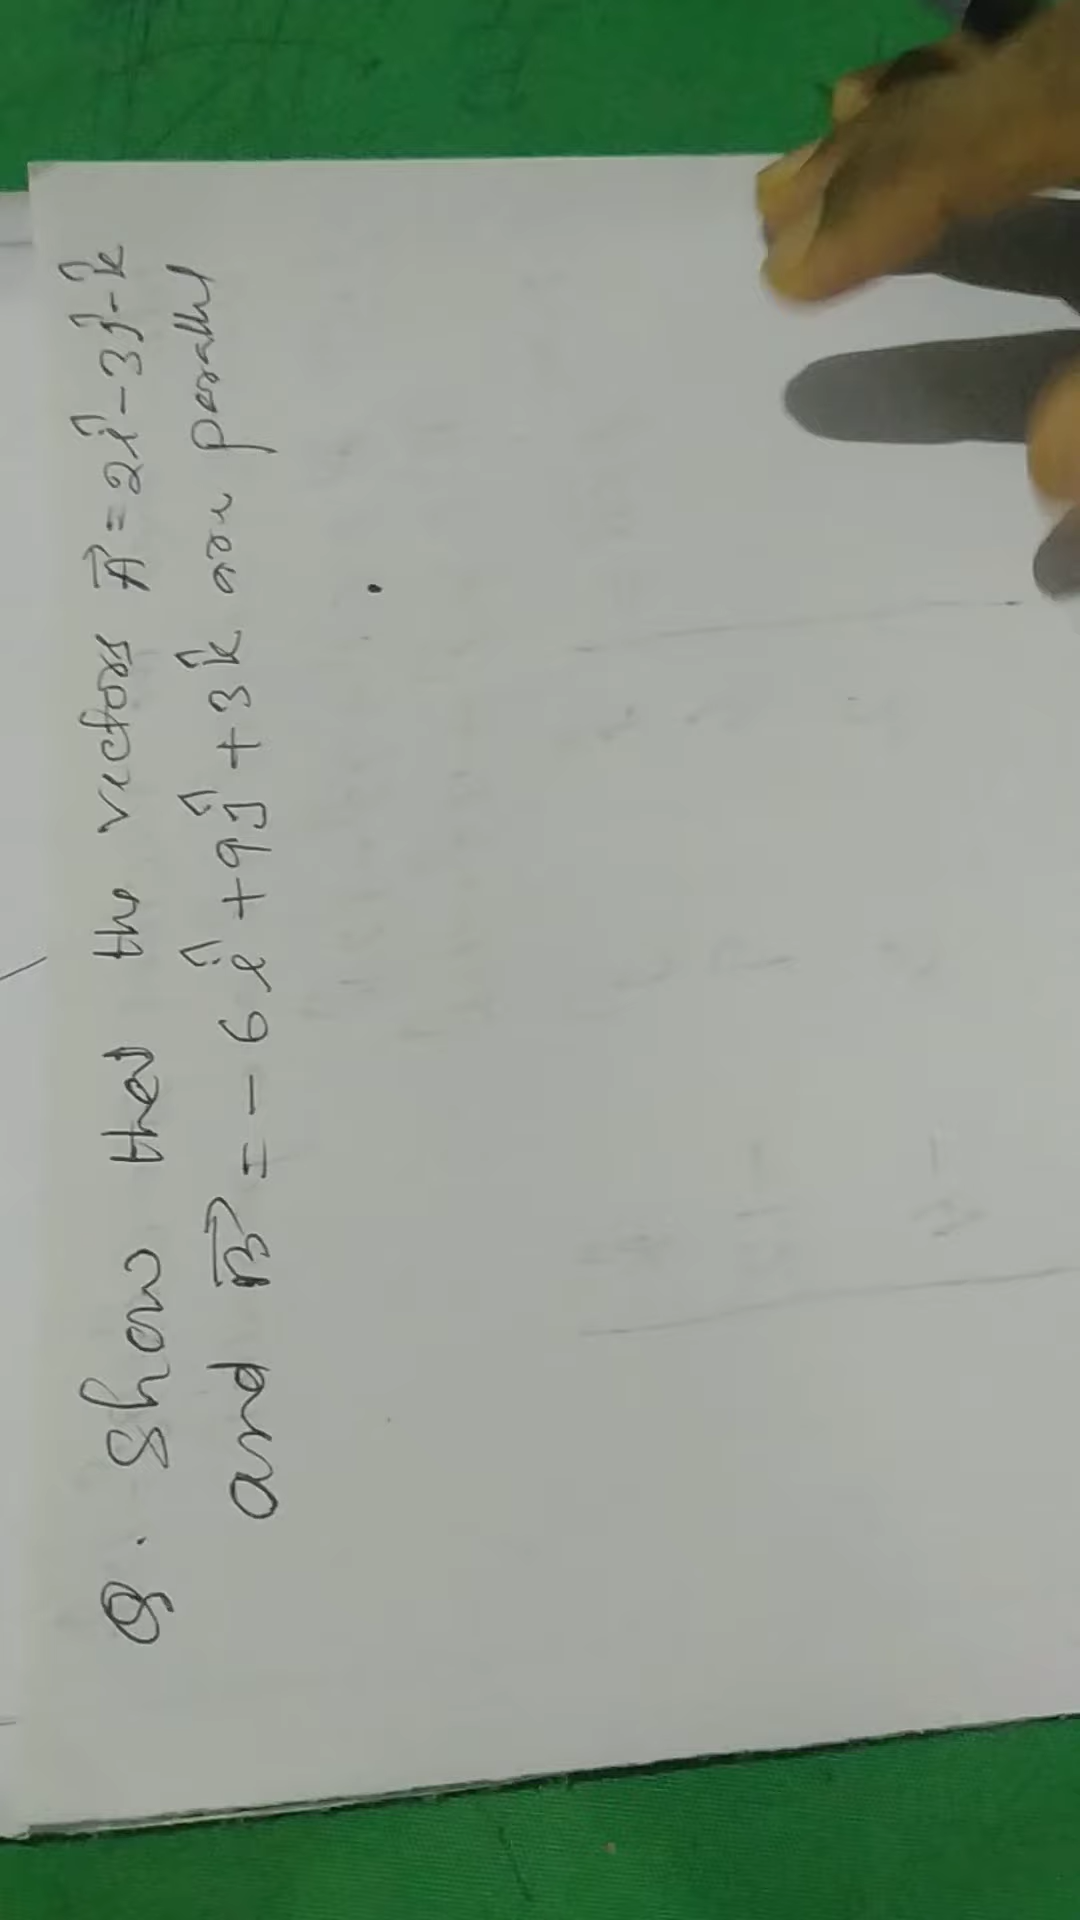 Q. Show that the vectors A⃗ = 2î - 3ĵ - k̂
and B⃗ = - 6î + 9ĵ + 3k̂ are parallel